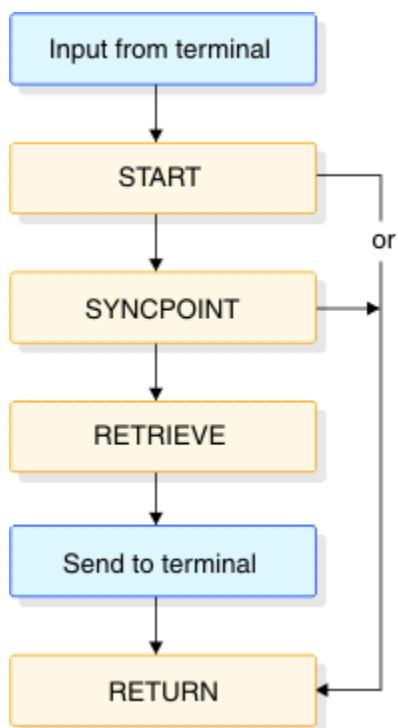 Input from terminal
START
or
SYNCPOINT
RETRIEVE
Send to terminal
RETURN